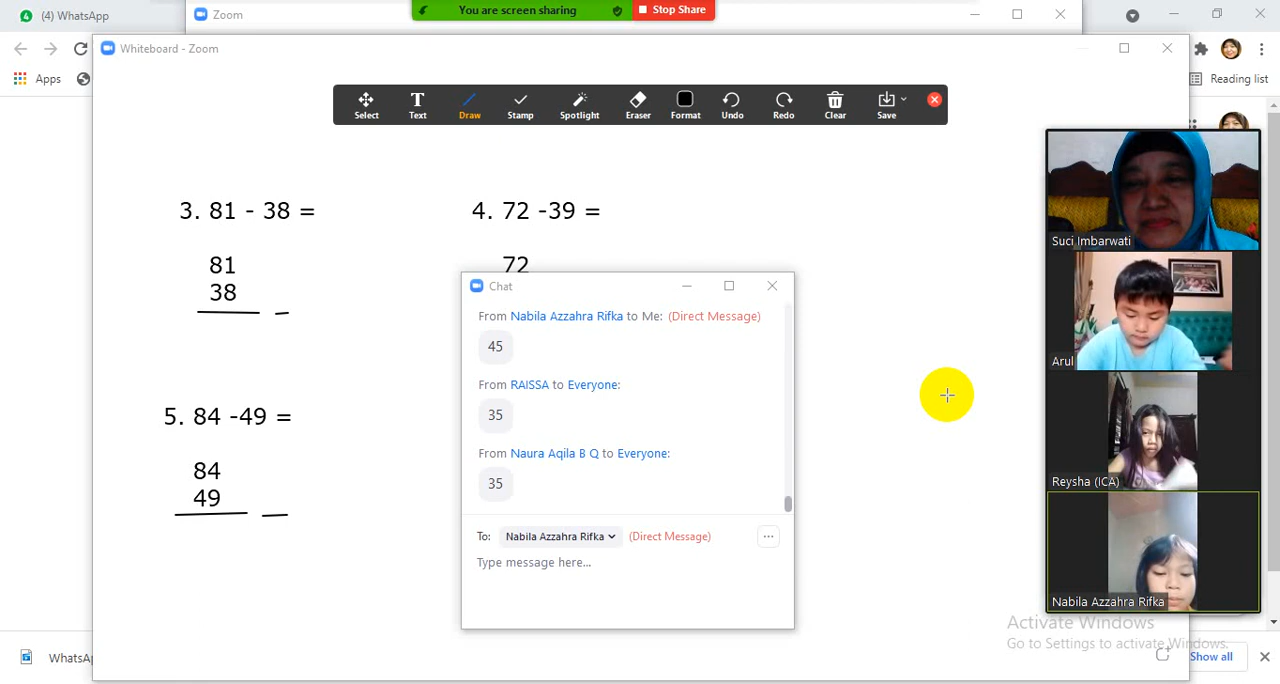 (4) WhatsApp
Zoom
You are screen sharing
Stop Share
Whiteboard - Zoom
Apps
Reading list
Select
Text
Draw
Stamp
Spotlight
Eraser
Format
Undo
Redo
Clear
Save
3. 81 - 38 =
81
38
4. 72 -39 =
72
5. 84 -49 =
84
49
Chat
From Nabila Azzahra Rifka to Me: (Direct Message)
45
From RAISSA to Everyone:
35
From Naura Aqila B Q to Everyone:
35
To: Nabila Azzahra Rifka (Direct Message)
Type message here...
Suci Imbarwati
Arul
Reysha (ICA)
Nabila Azzahra Rifka
Activate Windows
Go to Settings to activate Windows.
WhatsAp
Show all